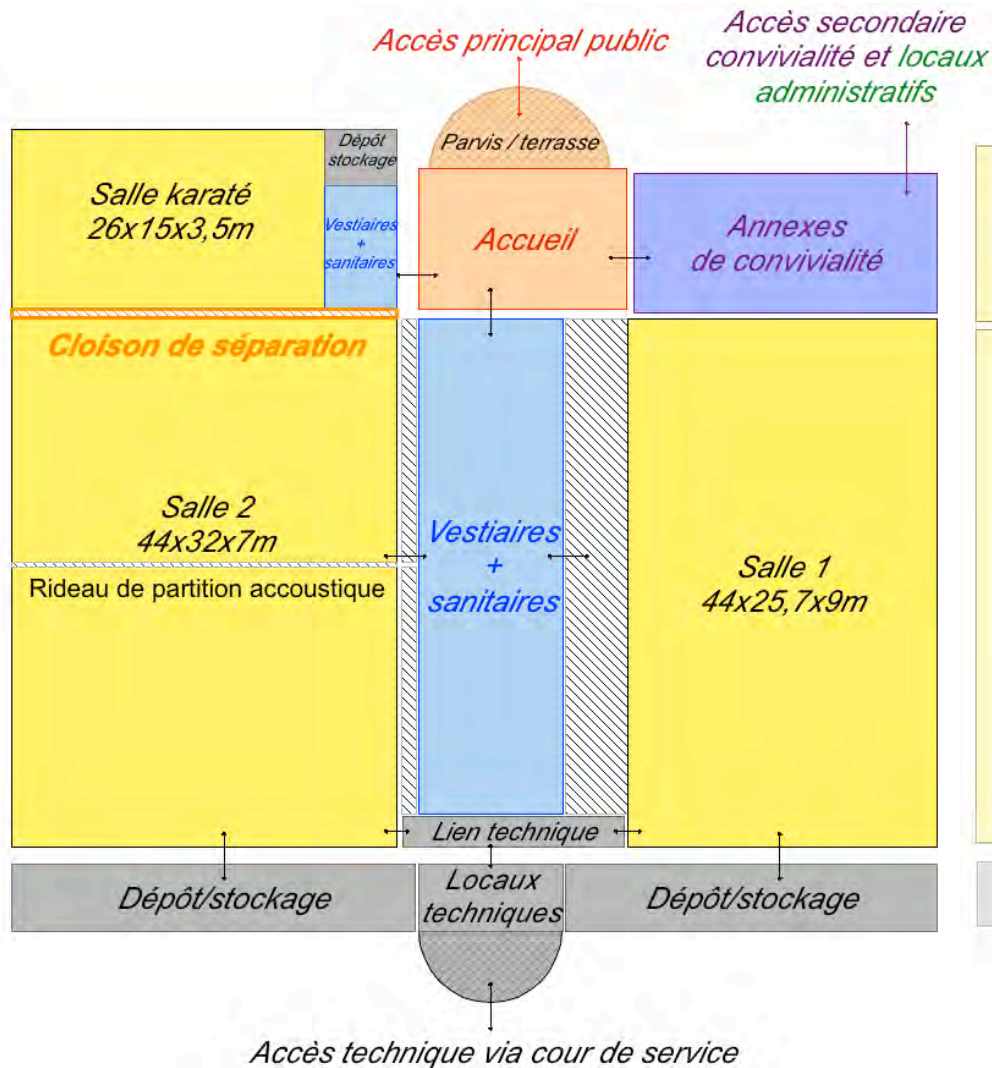 Accès principal public
Accès secondaire
convivialité et locaux
administratifs
Parvis / terrasse
Dépôt
stockage
Salle karaté
26x15x3,5m
Vestiaires
+
sanitaires
Accueil
Annexes
de convivialité
Cloison de séparation
Salle 2
44x32x7m
Rideau de partition accoustique
Vestiaires
+
sanitaires
Salle 1
44x25,7x9m
Lien technique
Dépôt/stockage
Locaux
techniques
Dépôt/stockage
Accès technique via cour de service